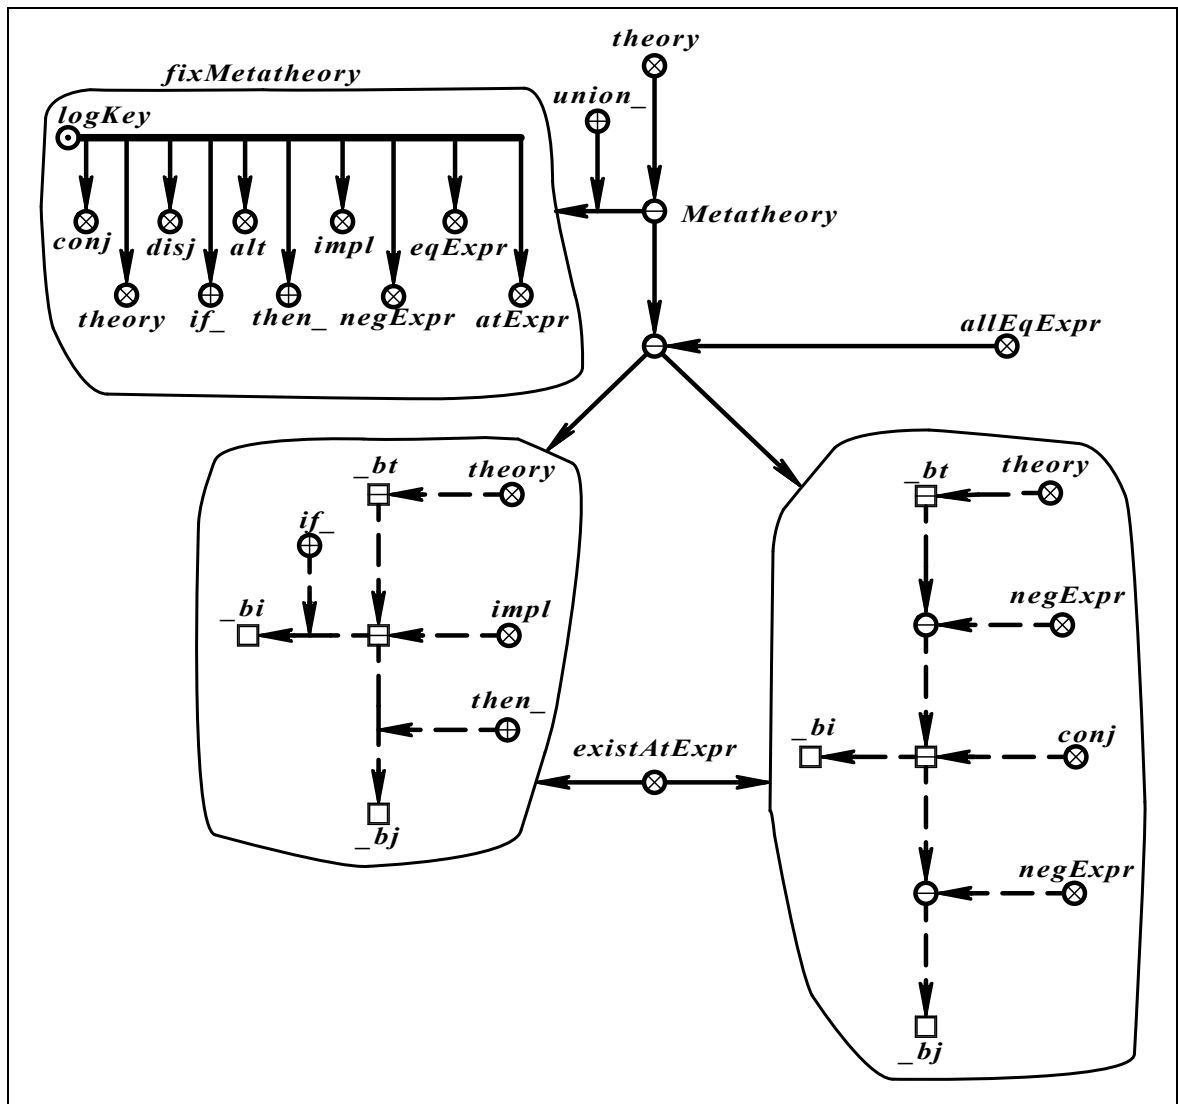 theory
fixMetatheory
union_
logKey
Metatheory
conj
disj
alt
impl
eqExpr
theory
if_
then_
negExpr
atExpr
allEqExpr
_bt
theory
if_
_bi
impl
then_
_bj
existAtExpr
_bt
theory
negExpr
_bi
conj
negExpr
_bj